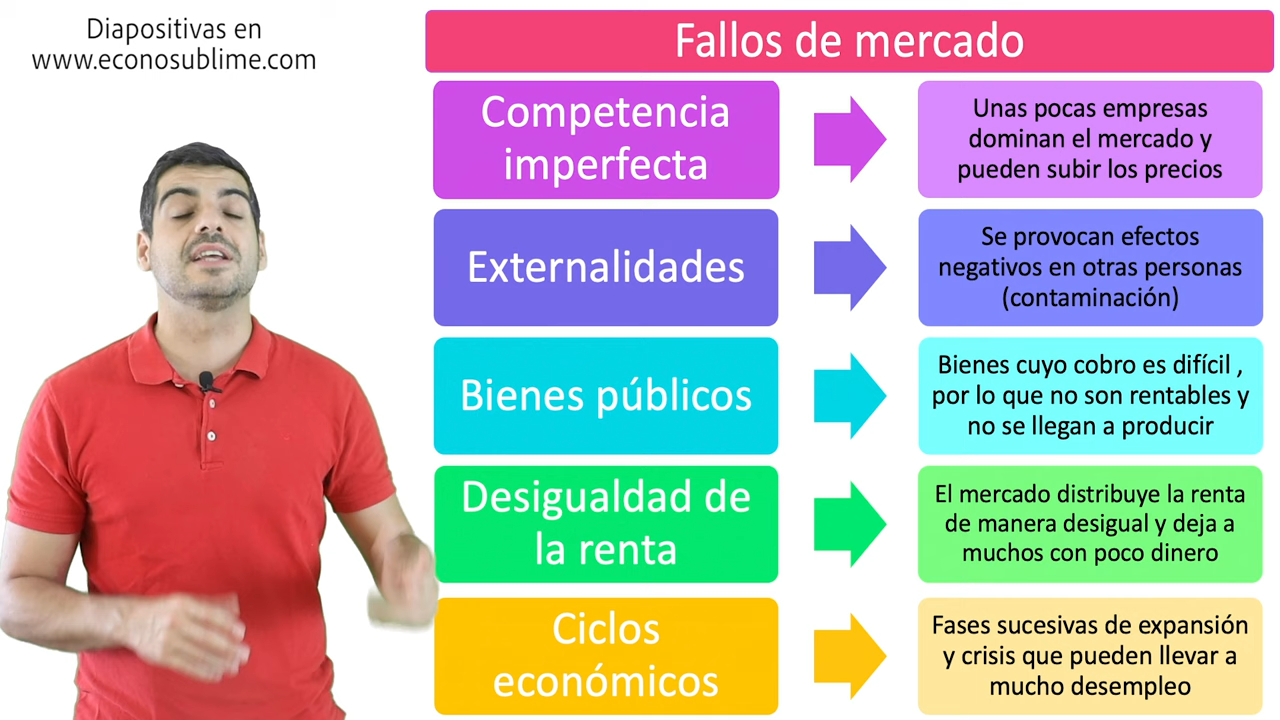 Diapositivas en
www.econosublime.com
Fallos de mercado
Competencia
imperfecta
Unas pocas empresas
dominan el mercado y
pueden subir los precios
Externalidades
Se provocan efectos
negativos en otras personas
(contaminación)
Bienes públicos
Bienes cuyo cobro es difícil ,
por lo que no son rentables y
no se llegan a producir
Desigualdad de
la renta
El mercado distribuye la renta
de manera desigual y deja a
muchos con poco dinero
Ciclos
económicos
Fases sucesivas de expansión
y crisis que pueden llevar a
mucho desempleo